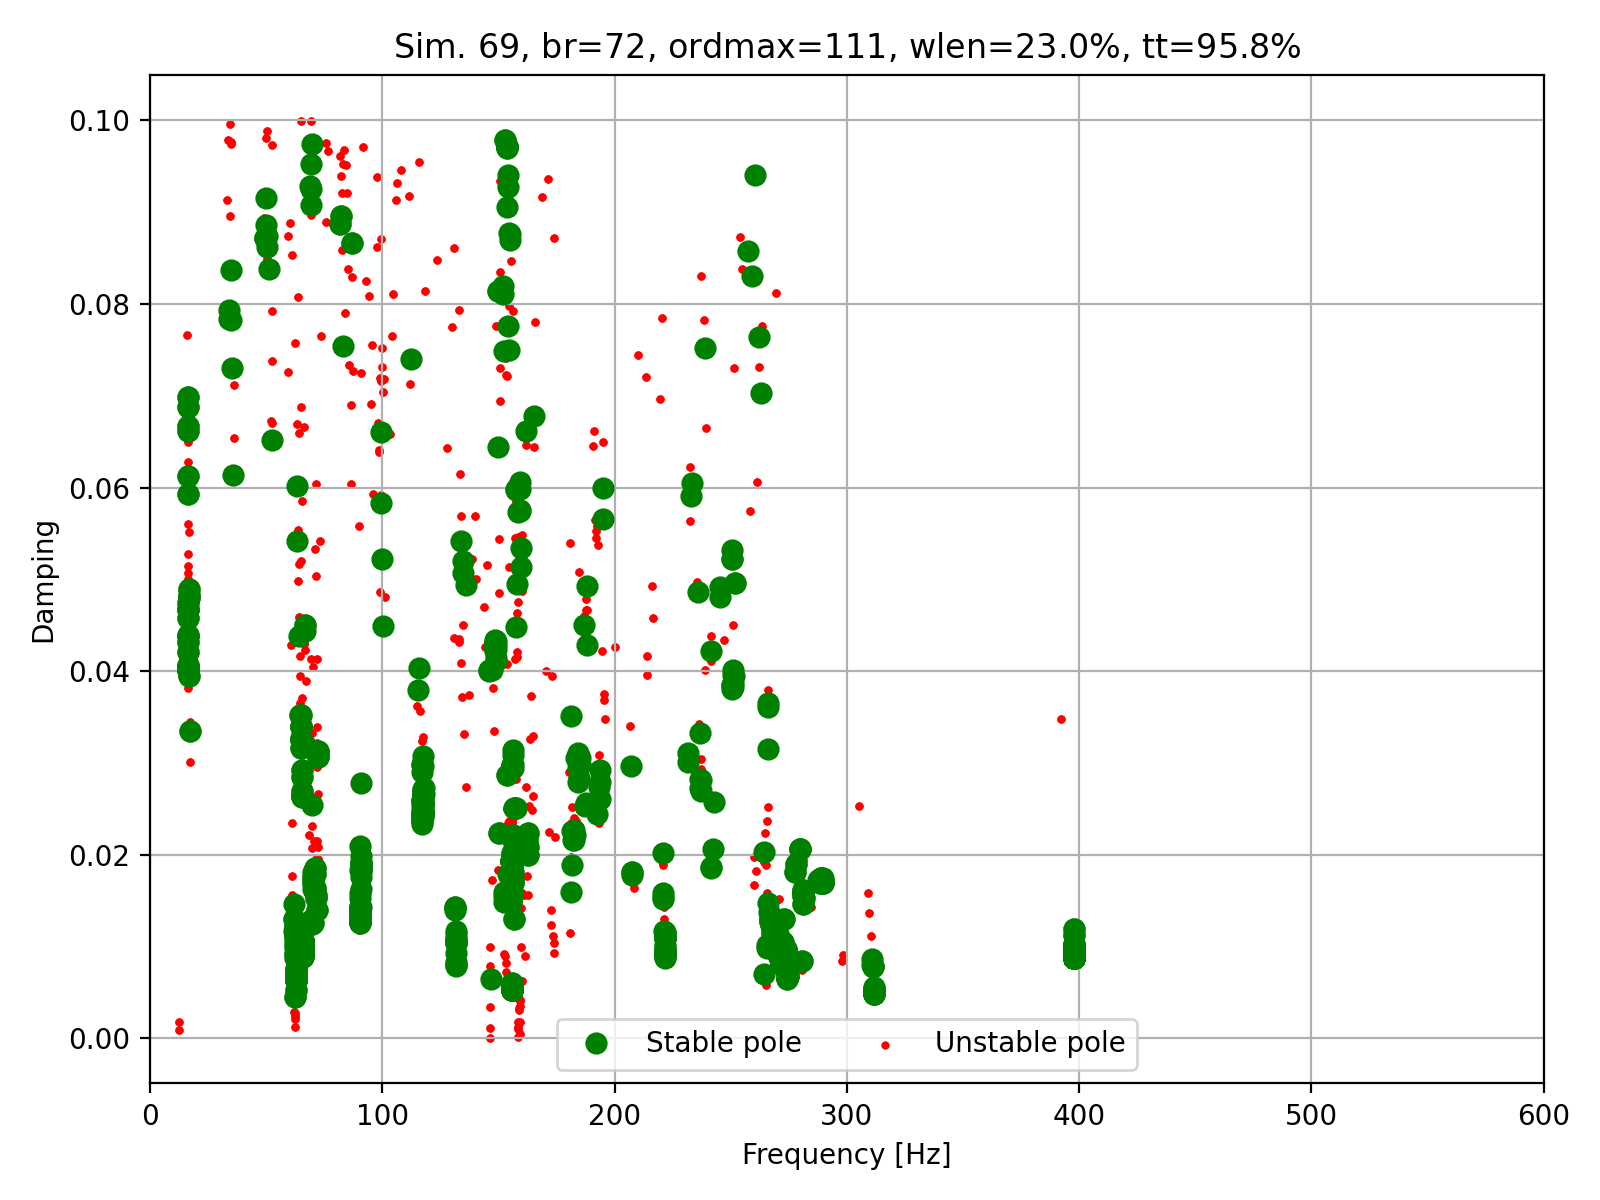 Sim. 69, br=72, ordmax=111, wlen=23.0%, tt=95.8%
0.10
0.08
0.06
0.04
0.02
0.00
Damping
0 100 200 300 400 500 600
Frequency [Hz]
Stable pole Unstable pole